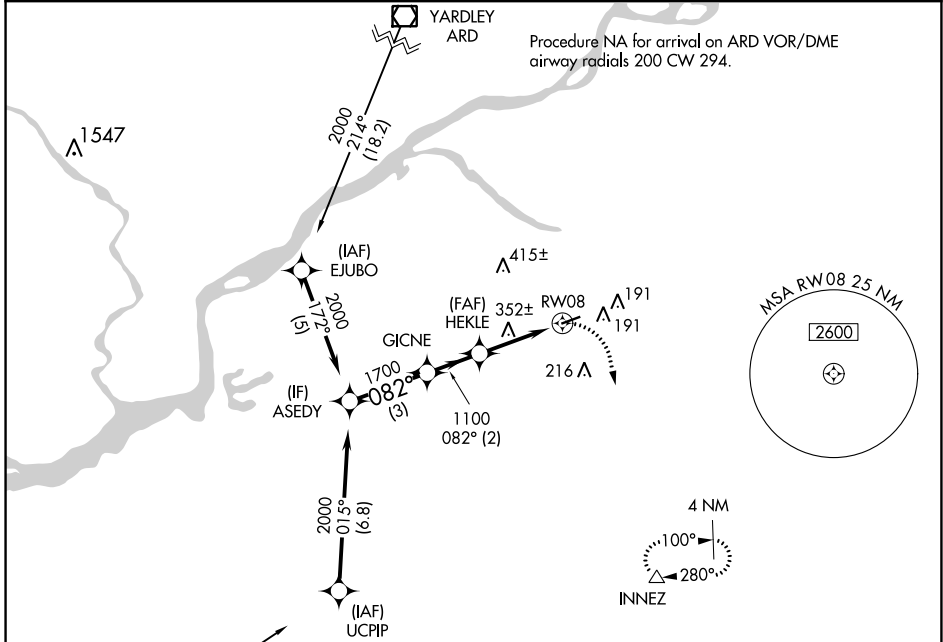 YARDLEY
ARD
Procedure NA for arrival on ARD VOR/DME
airway radials 200 CW 294.
1547
2000
214°
(18.2)
(IAF)
EJUBO
415±
MSA RW08 25 NM
2600
2000
172°
(5)
(FAF)
HEKLE
352±
RW08
191
191
GICNE
216
1700
082°
(3)
(IF)
ASEDY
1100
082° (2)
2000
015°
(6.8)
4 NM
100°
280°
INNEZ
(IAF)
UCPIP